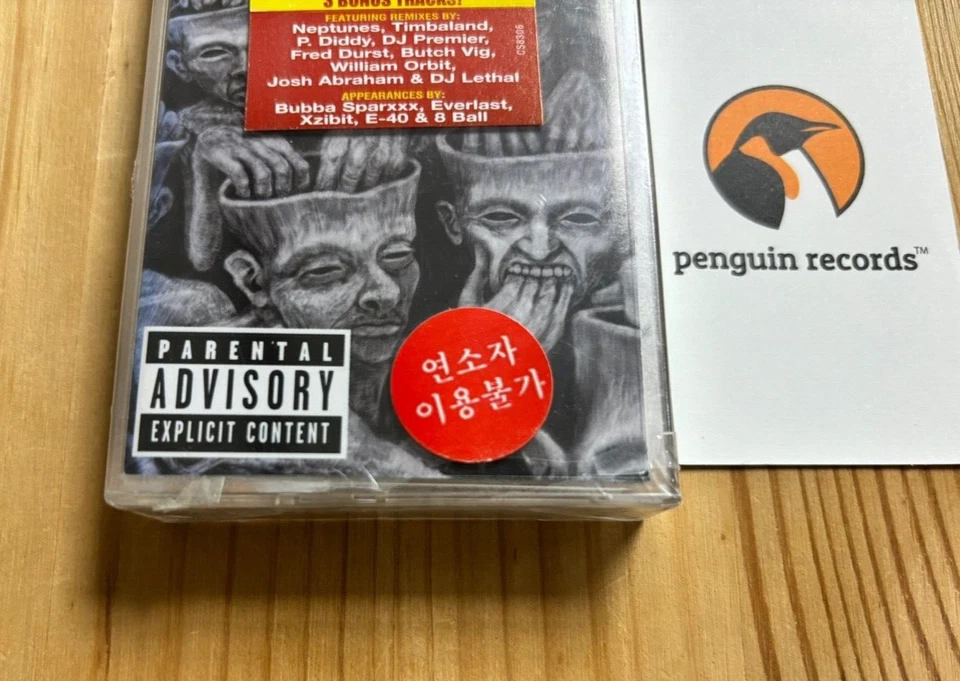 3 BONUS TRACKS!
FEATURING REMIXES BY:
Neptunes, Timbaland,
P. Diddy, DJ Premier,
Fred Durst, Butch Vig,
William Orbit,
Josh Abraham & DJ Lethal
APPEARANCES BY:
Bubba Sparxxx, Everlast,
Xzibit, E-40 & 8 Ball
CS8306
penguin records™
PARENTAL
ADVISORY
EXPLICIT CONTENT
연소자
이용불가